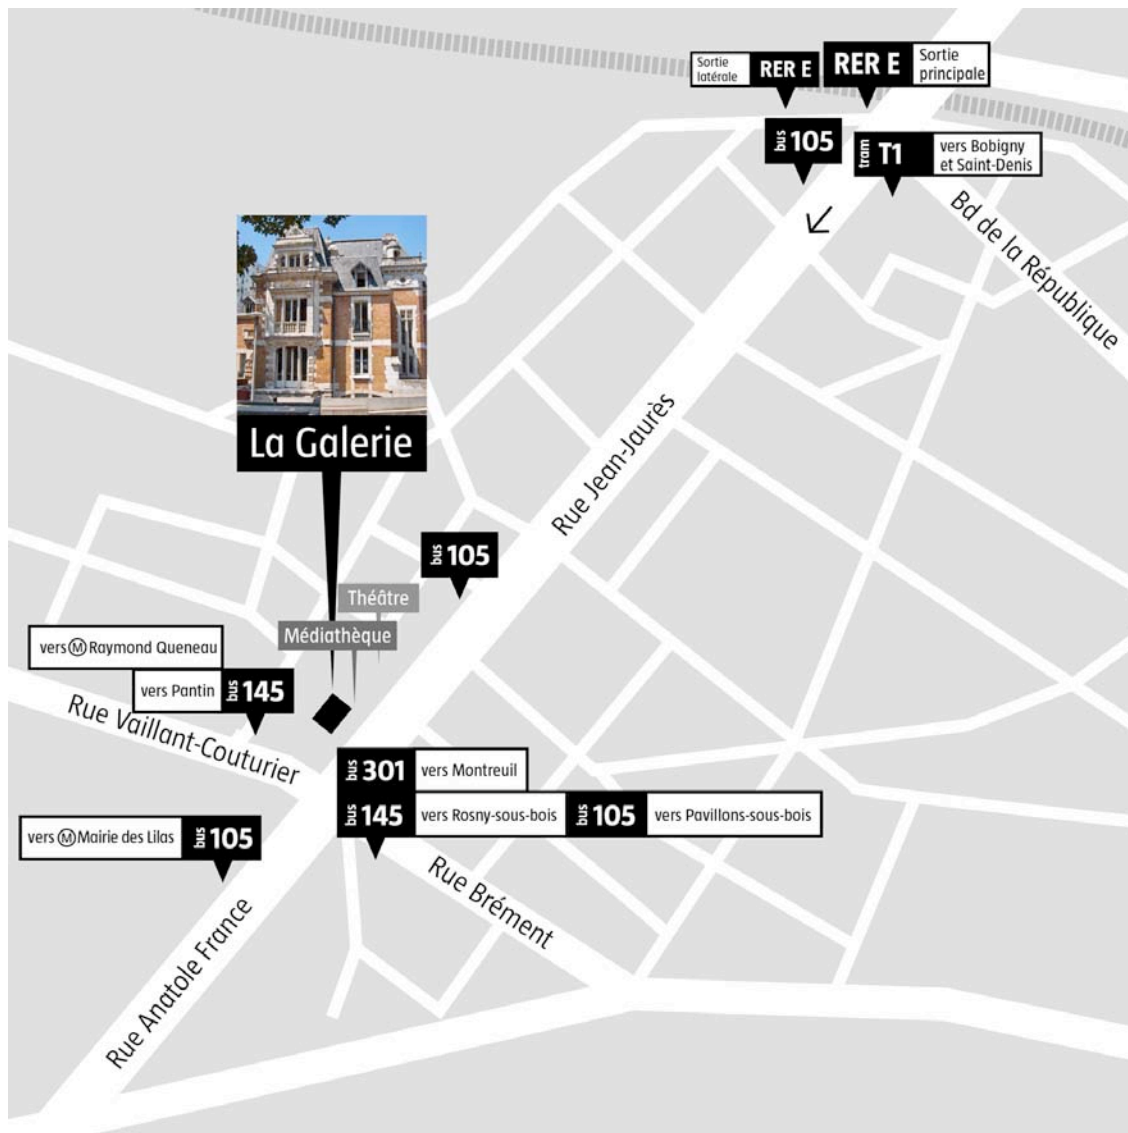 Sortie
latérale
RER E
RER E
Sortie
principale
bus 105
tram T1
vers Bobigny
et Saint-Denis
Bd de la République
La Galerie
Rue Jean-Jaurès
bus 105
Théâtre
Médiathèque
vers M Raymond Queneau
vers Pantin
bus 145
Rue Vaillant-Couturier
bus 301
vers Montreuil
bus 145
vers Rosny-sous-bois
bus 105
vers Pavillons-sous-bois
vers M Mairie des Lilas
bus 105
Rue Brément
Rue Anatole France